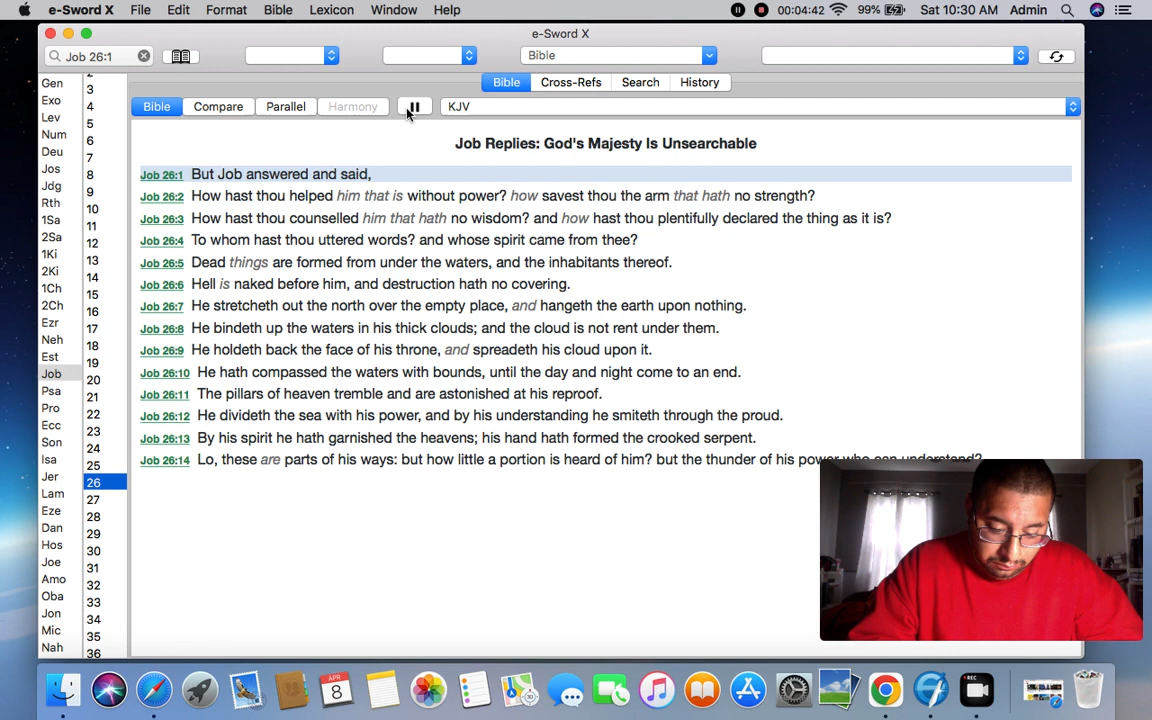 e-Sword X File Edit Format Bible Lexicon Window Help 00:04:42 99% Sat 10:30 AM Admin
e-Sword X
Job 26:1 Bible
Bible Cross-Refs Search History
Bible Compare Parallel Harmony KJV
Job Replies: God's Majesty Is Unsearchable
Job 26:1 But Job answered and said,
Job 26:2 How hast thou helped him that is without power? how savest thou the arm that hath no strength?
Job 26:3 How hast thou counselled him that hath no wisdom? and how hast thou plentifully declared the thing as it is?
Job 26:4 To whom hast thou uttered words? and whose spirit came from thee?
Job 26:5 Dead things are formed from under the waters, and the inhabitants thereof.
Job 26:6 Hell is naked before him, and destruction hath no covering.
Job 26:7 He stretcheth out the north over the empty place, and hangeth the earth upon nothing.
Job 26:8 He bindeth up the waters in his thick clouds; and the cloud is not rent under them.
Job 26:9 He holdeth back the face of his throne, and spreadeth his cloud upon it.
Job 26:10 He hath compassed the waters with bounds, until the day and night come to an end.
Job 26:11 The pillars of heaven tremble and are astonished at his reproof.
Job 26:12 He divideth the sea with his power, and by his understanding he smiteth through the proud.
Job 26:13 By his spirit he hath garnished the heavens; his hand hath formed the crooked serpent.
Job 26:14 Lo, these are parts of his ways: but how little a portion is heard of him? but the thunder of his power who can understand?
Gen
Exo
Lev
Num
Deu
Jos
Jdg
Rth
1Sa
2Sa
1Ki
2Ki
1Ch
2Ch
Ezr
Neh
Est
Job
Psa
Pro
Ecc
Son
Isa
Jer
Lam
Eze
Dan
Hos
Joe
Amo
Oba
Jon
Mic
Nah
3
4
5
6
7
8
9
10
11
12
13
14
15
16
17
18
19
20
21
22
23
24
25
26
27
28
29
30
31
32
33
34
35
36
APR
8
REC